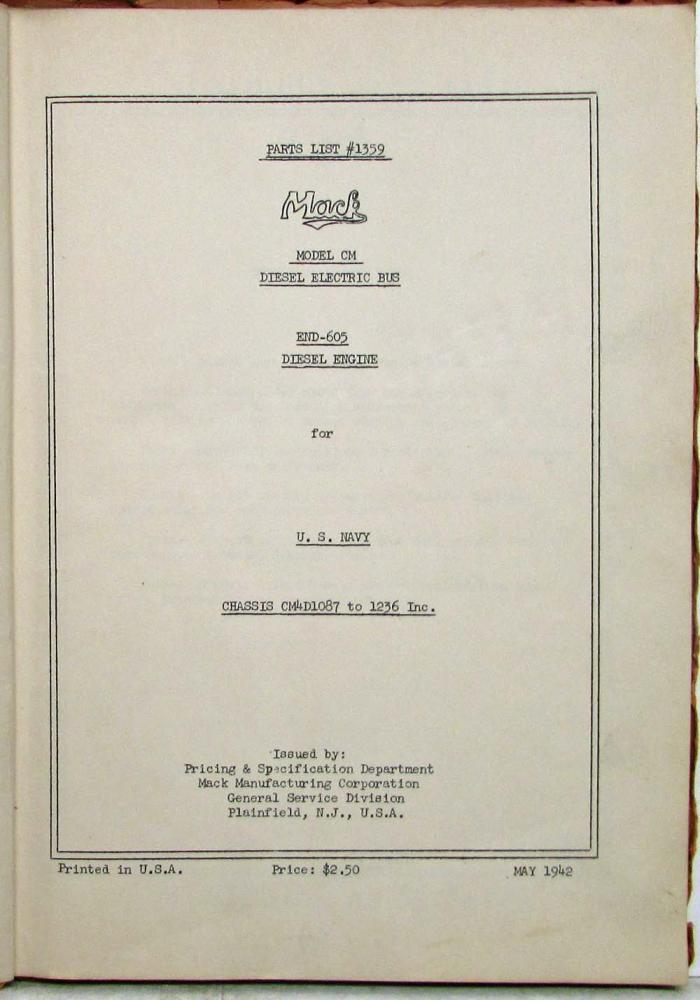 PARTS LIST #1359
Mack
MODEL CM
DIESEL ELECTRIC BUS
END-605
DIESEL ENGINE
for
U. S. NAVY
CHASSIS CM4D1087 to 1236 Inc.
Issued by:
Pricing & Specification Department
Mack Manufacturing Corporation
General Service Division
Plainfield, N.J., U.S.A.
Printed in U.S.A. Price: $2.50 MAY 1942